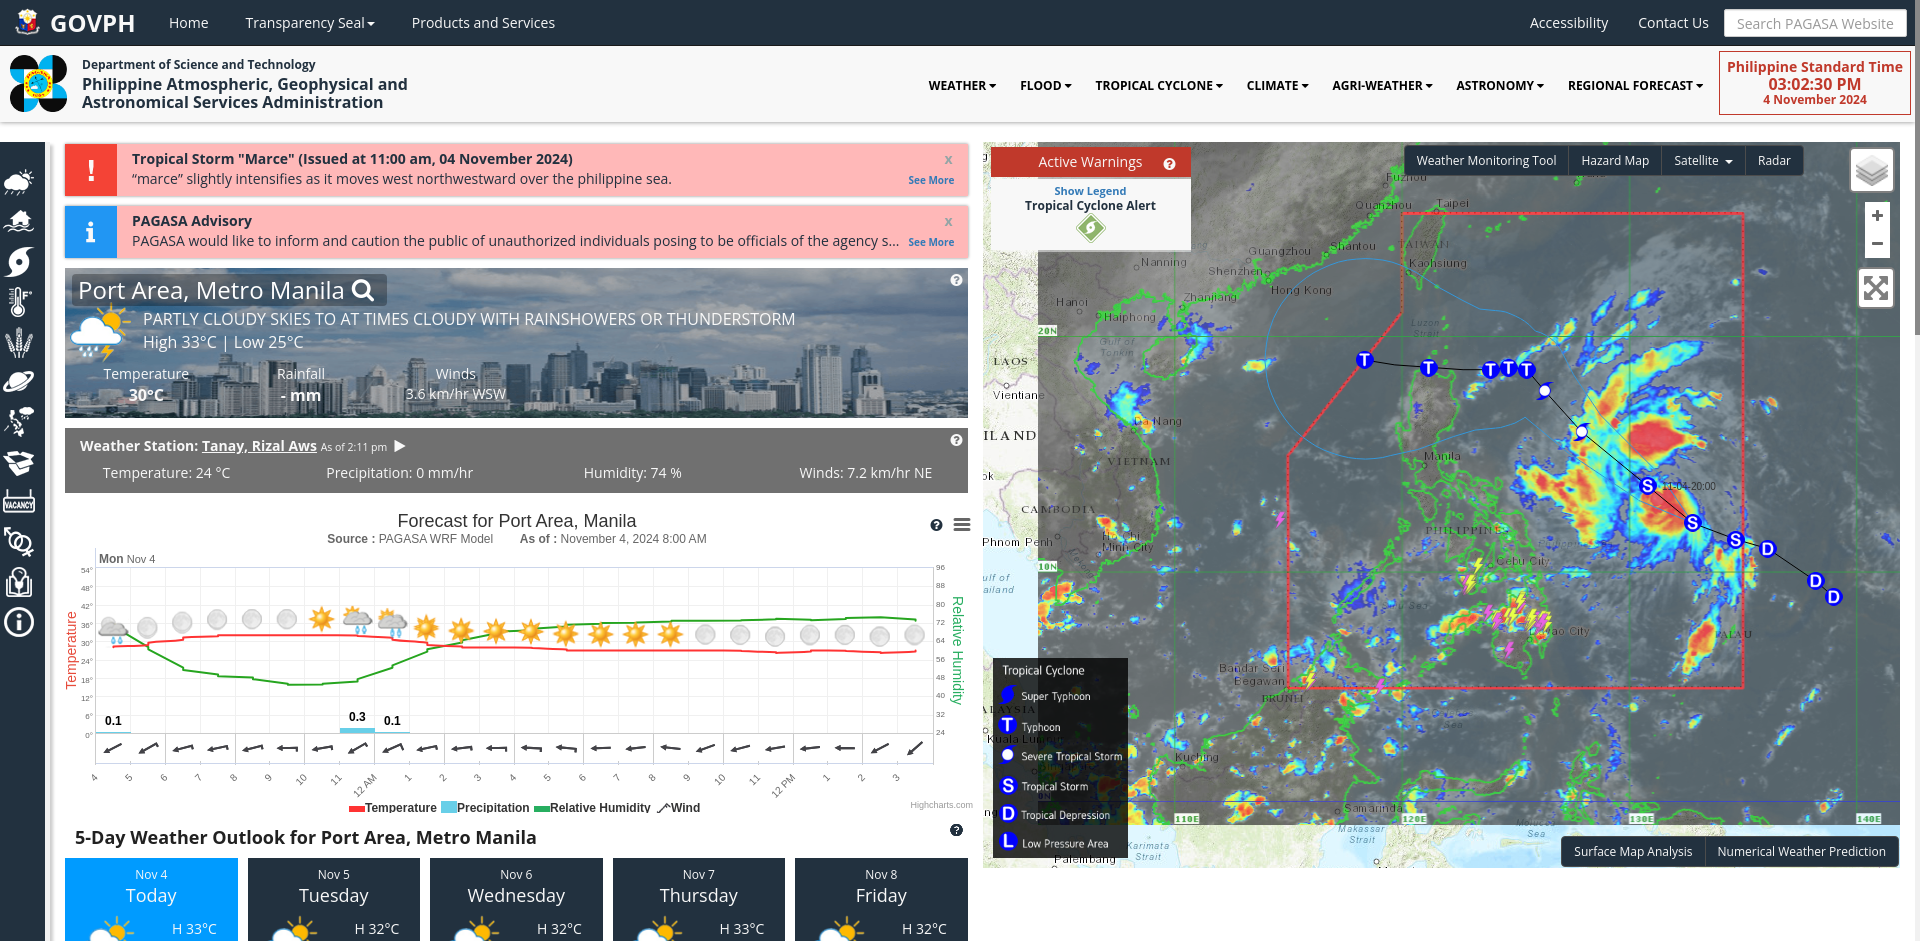 GOVPH
Home
Transparency Seal
Products and Services
Accessibility
Contact Us
Search PAGASA Website
Department of Science and Technology
Philippine Atmospheric, Geophysical and
Astronomical Services Administration
WEATHER
FLOOD
TROPICAL CYCLONE
CLIMATE
AGRI-WEATHER
ASTRONOMY
REGIONAL FORECAST
Philippine Standard Time
03:02:30 PM
4 November 2024
VACANCY
Tropical Storm "Marce" (Issued at 11:00 am, 04 November 2024)
x
“marce” slightly intensifies as it moves west northwestward over the philippine sea.
See More
PAGASA Advisory
x
PAGASA would like to inform and caution the public of unauthorized individuals posing to be officials of the agency s...
See More
Port Area, Metro Manila
PARTLY CLOUDY SKIES TO AT TIMES CLOUDY WITH RAINSHOWERS OR THUNDERSTORM
High 33°C | Low 25°C
Temperature
Rainfall
Winds
30°C
- mm
3.6 km/hr WSW
Weather Station: Tanay, Rizal Aws As of 2:11 pm
Temperature: 24 °C
Precipitation: 0 mm/hr
Humidity: 74 %
Winds: 7.2 km/hr NE
Forecast for Port Area, Manila
Source : PAGASA WRF Model As of : November 4, 2024 8:00 AM
Mon Nov 4
Temperature
54°
48°
42°
36°
30°
24°
18°
12°
6°
0°
96
88
80
72
64
56
48
40
32
24
Relative Humidity
0.1
0.3
0.1
4 5 6 7 8 9 10 11 12 AM 1 2 3 4 5 6 7 8 9 10 11 12 PM 1 2 3
Temperature Precipitation Relative Humidity Wind
Highcharts.com
5-Day Weather Outlook for Port Area, Metro Manila
Nov 4
Today
H 33°C
Nov 5
Tuesday
H 32°C
Nov 6
Wednesday
H 32°C
Nov 7
Thursday
H 33°C
Nov 8
Friday
H 32°C
Active Warnings
Show Legend
Tropical Cyclone Alert
Weather Monitoring Tool
Hazard Map
Satellite
Radar
+
−
Fuzhou
Quanzhou
Taipei
TAIWAN
Kaohsiung
Shantou
Guangzhou
Nanning
Shenzhen
Hong Kong
Zhanjiang
Hanoi
Haiphong
20N
Gulf of
Tonkin
Luzon
Strait
LAOS
Vientiane
Da Nang
ILAND
VIETNAM
Manila
11-04-20:00
CAMBODIA
Phnom Penh
Ho Chi
Minh City
PHILIPPINES
Cebu City
10N
Davao City
PALAU
Bandar Seri
Begawan
BRUNEI
Kuching
Samarinda
110E
120E
130E
140E
Makassar
Strait
Karimata
Strait
Palembang
Tropical Cyclone
Super Typhoon
T Typhoon
Severe Tropical Storm
S Tropical Storm
D Tropical Depression
L Low Pressure Area
Surface Map Analysis
Numerical Weather Prediction